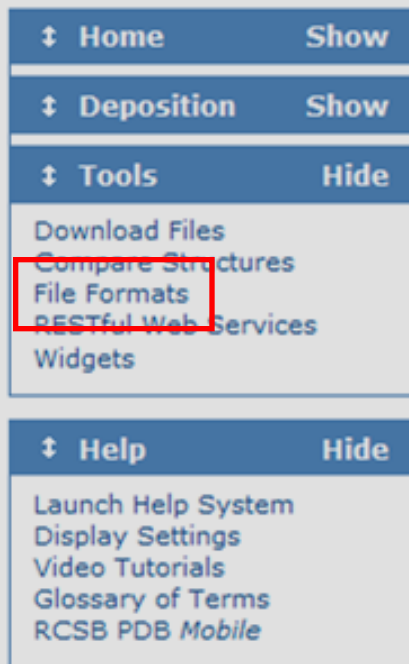 ↕ Home Show
↕ Deposition Show
↕ Tools Hide
Download Files
Compare Structures
File Formats
RESTful Web Services
Widgets
↕ Help Hide
Launch Help System
Display Settings
Video Tutorials
Glossary of Terms
RCSB PDB Mobile